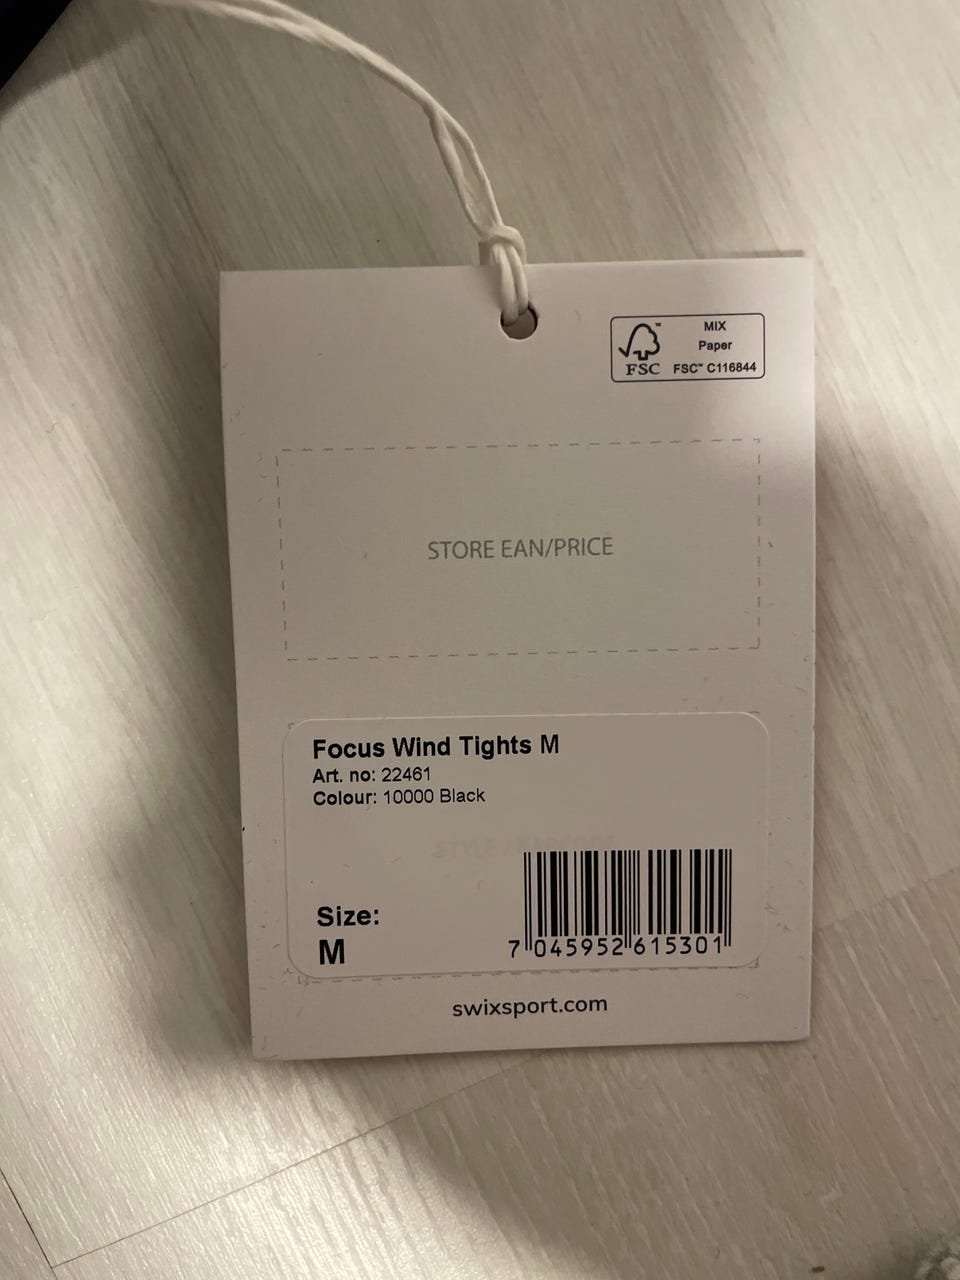 MIX
Paper
FSC™ C116844
FSC™
STORE EAN/PRICE
Focus Wind Tights M
Art. no: 22461
Colour: 10000 Black
Size:
M
7 045952 615301
swixsport.com